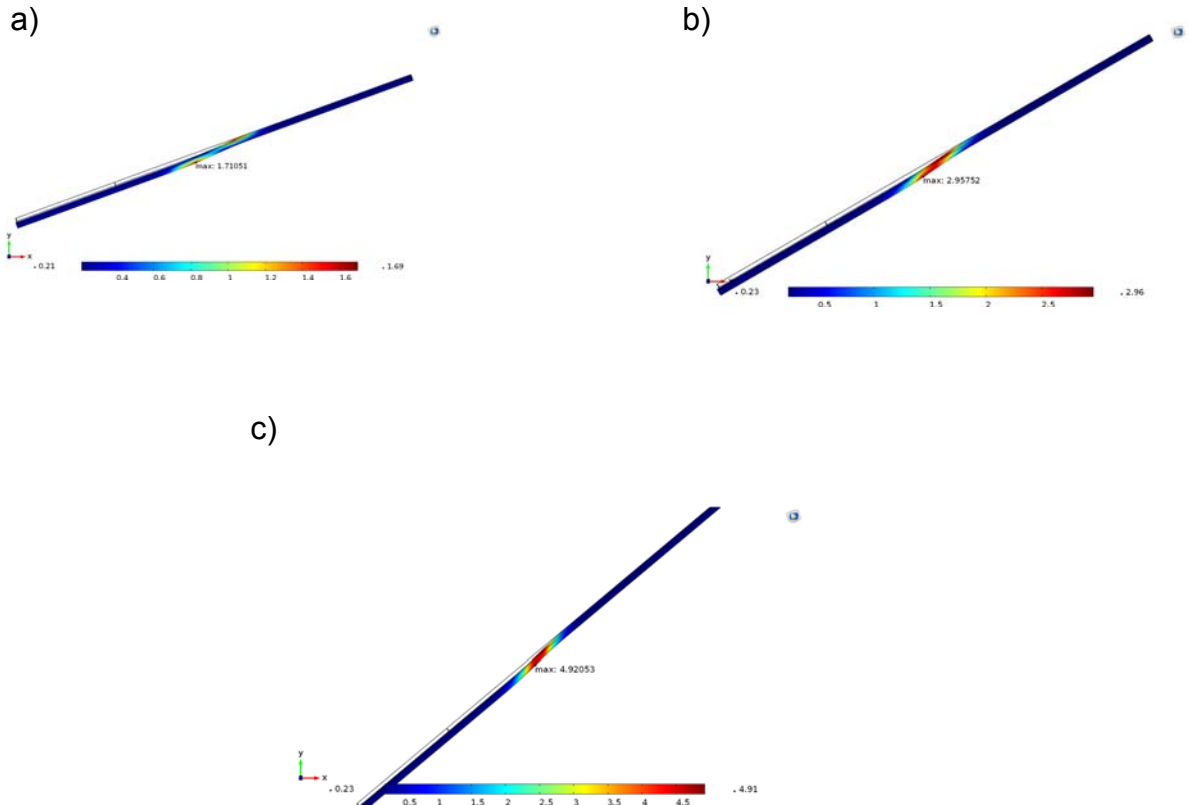 a)
max: 1.71051
y
x
.0.21
0.4 0.6 0.8 1 1.2 1.4 1.6
.1.69
b)
max: 2.95752
y
.0.23
0.5 1 1.5 2 2.5
.2.96
c)
max: 4.92053
y
x
.0.23
0.5 1 1.5 2 2.5 3 3.5 4 4.5
.4.91